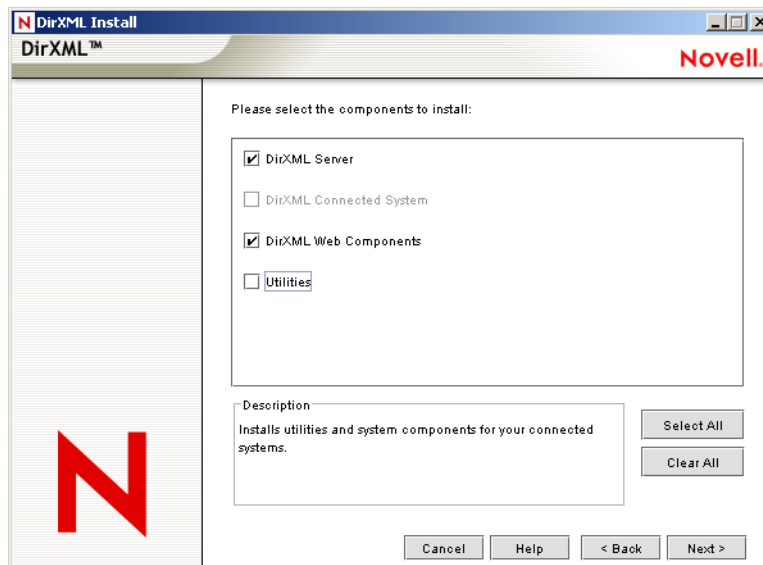 N DirXML Install
DirXML™
Novell.
Please select the components to install:
DirXML Server
DirXML Connected System
DirXML Web Components
Utilities
Description
Installs utilities and system components for your connected
systems.
Select All
Clear All
N
Cancel
Help
< Back
Next >